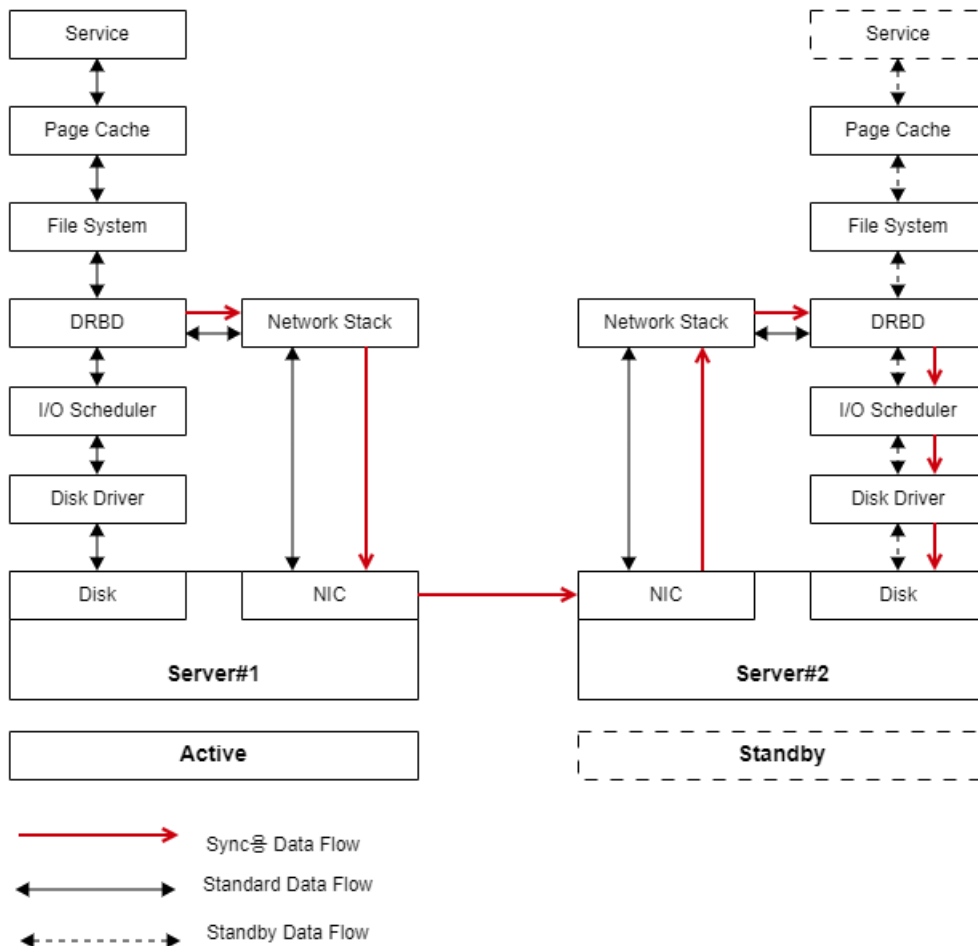 Service
Service
Page Cache
Page Cache
File System
File System
DRBD
Network Stack
Network Stack
DRBD
I/O Scheduler
I/O Scheduler
Disk Driver
Disk Driver
Disk
NIC
NIC
Disk
Server#1
Server#2
Active
Standby
Sync용 Data Flow
Standard Data Flow
Standby Data Flow